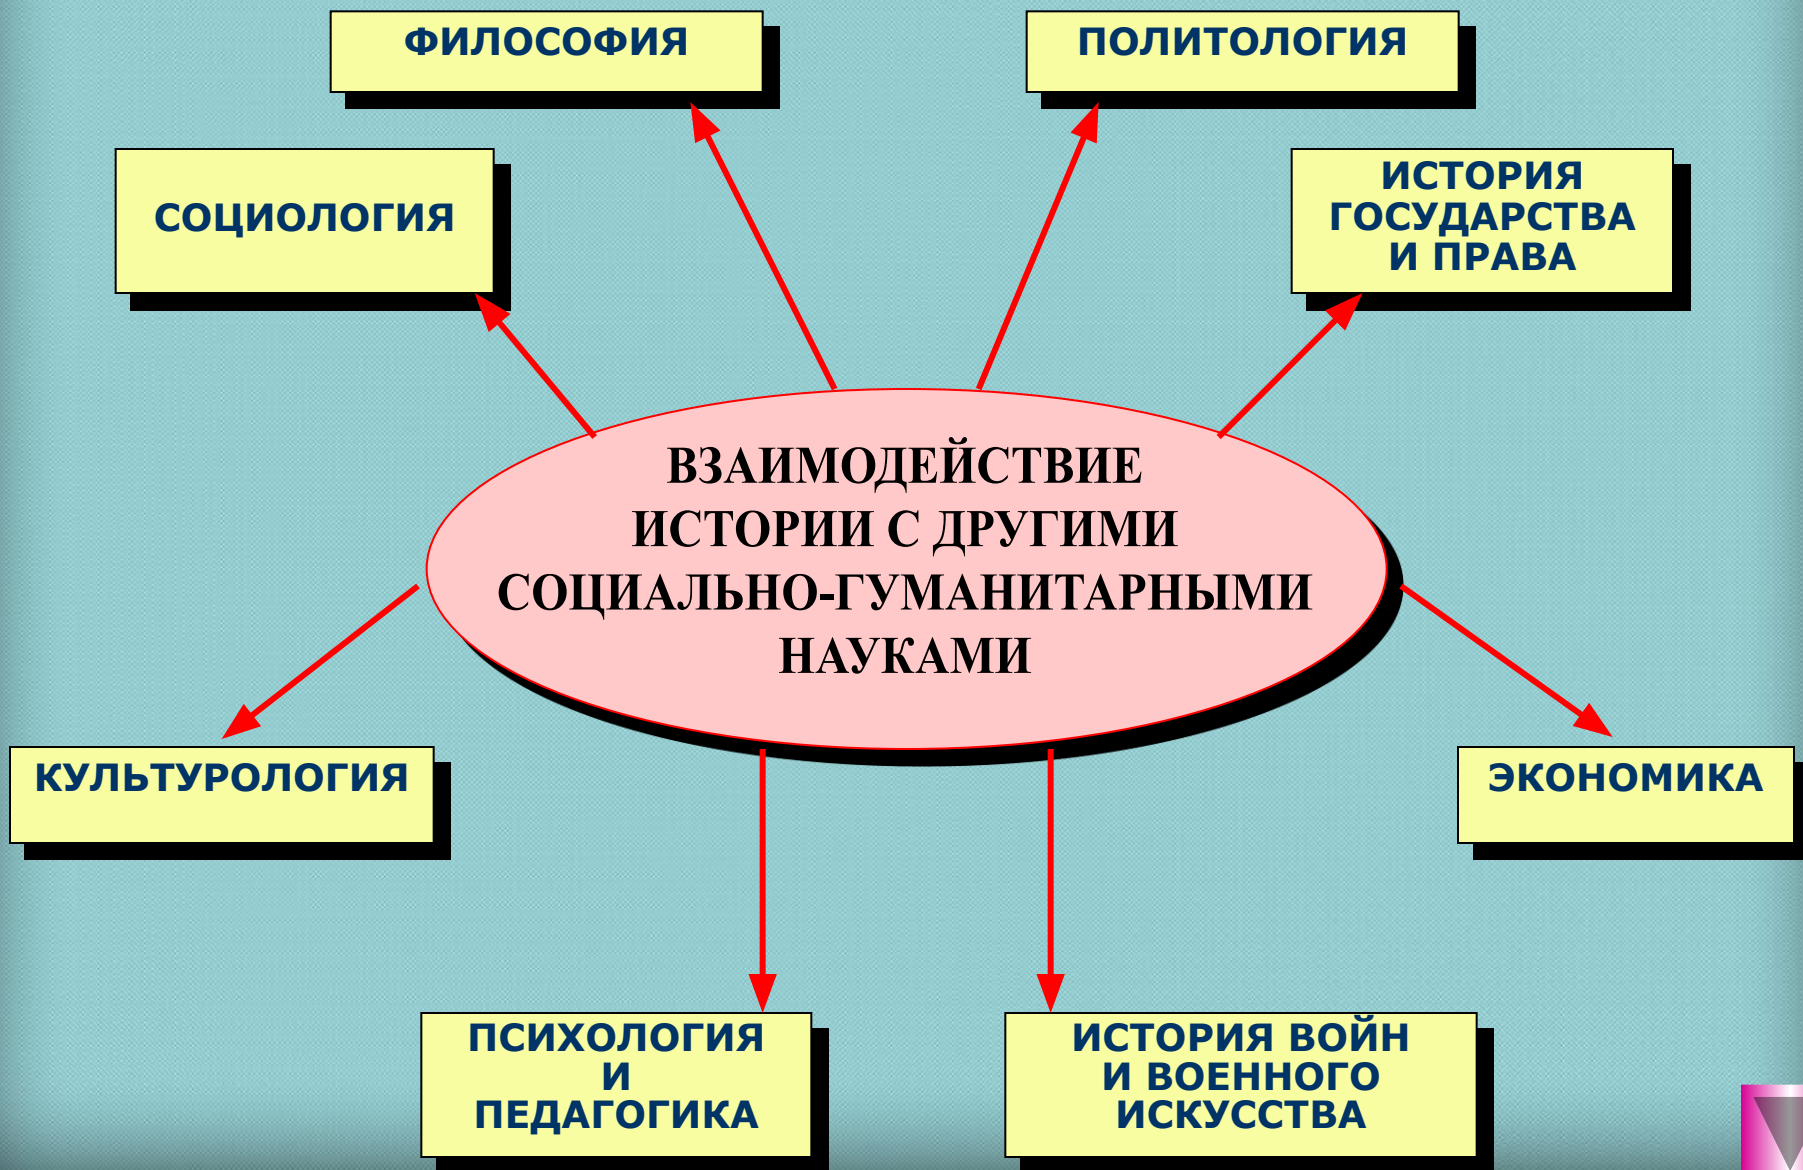 ФИЛОСОФИЯ
ПОЛИТОЛОГИЯ
СОЦИОЛОГИЯ
ИСТОРИЯ
ГОСУДАРСТВА
И ПРАВА
ВЗАИМОДЕЙСТВИЕ
ИСТОРИИ С ДРУГИМИ
СОЦИАЛЬНО-ГУМАНИТАРНЫМИ
НАУКАМИ
КУЛЬТУРОЛОГИЯ
ЭКОНОМИКА
ПСИХОЛОГИЯ
И
ПЕДАГОГИКА
ИСТОРИЯ ВОЙН
И ВОЕННОГО
ИСКУССТВА